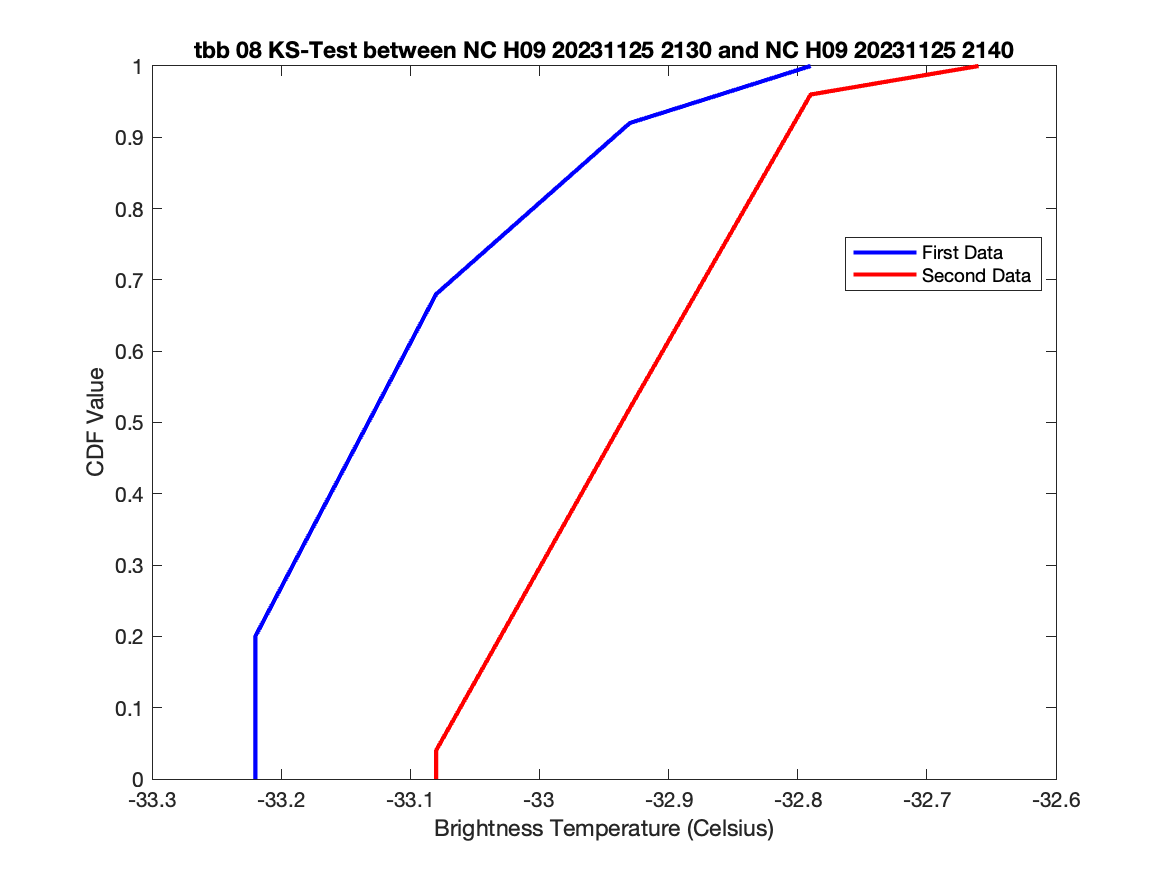 tbb 08 KS-Test between NC H09 20231125 2130 and NC H09 20231125 2140
1
0.9
0.8
0.7
0.6
0.5
0.4
0.3
0.2
0.1
0
CDF Value
First Data
Second Data
-33.3 -33.2 -33.1 -33 -32.9 -32.8 -32.7 -32.6
Brightness Temperature (Celsius)